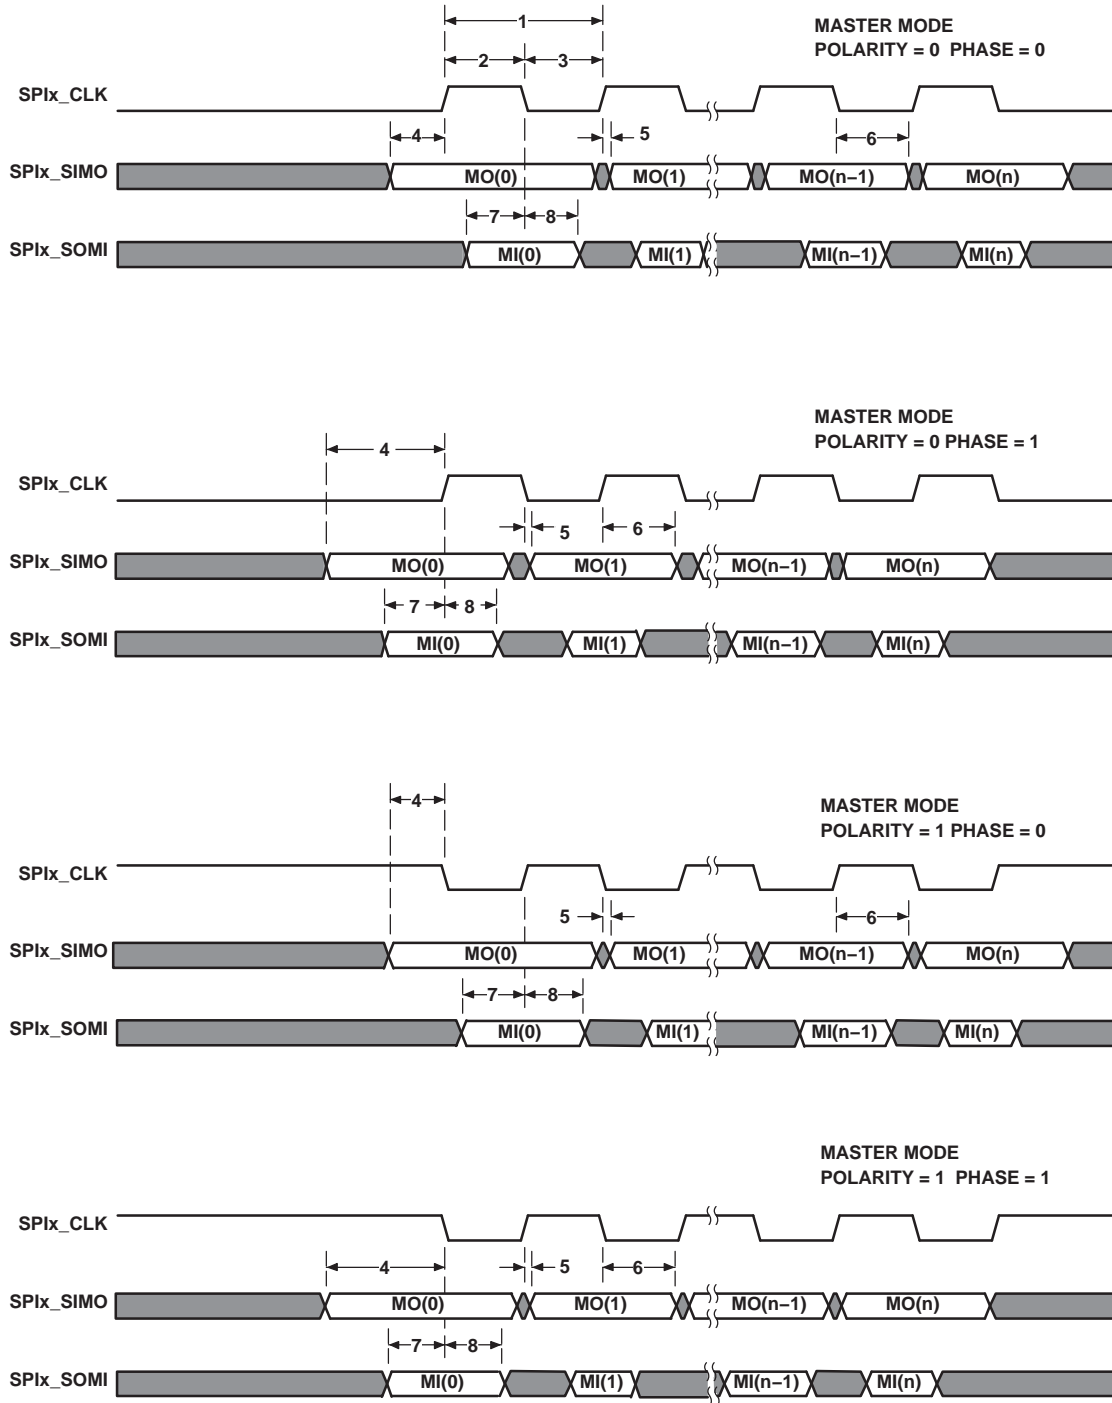 1
MASTER MODE
POLARITY = 0 PHASE = 0
2 3
SPIx_CLK
4 5 6
SPIx_SIMO MO(0) MO(1) MO(n−1) MO(n)
7 8
SPIx_SOMI MI(0) MI(1) MI(n−1) MI(n)
MASTER MODE
POLARITY = 0 PHASE = 1
4
SPIx_CLK
5 6
SPIx_SIMO MO(0) MO(1) MO(n−1) MO(n)
7 8
SPIx_SOMI MI(0) MI(1) MI(n−1) MI(n)
4
MASTER MODE
POLARITY = 1 PHASE = 0
SPIx_CLK
5 6
SPIx_SIMO MO(0) MO(1) MO(n−1) MO(n)
7 8
SPIx_SOMI MI(0) MI(1) MI(n−1) MI(n)
MASTER MODE
POLARITY = 1 PHASE = 1
SPIx_CLK
4 5 6
SPIx_SIMO MO(0) MO(1) MO(n−1) MO(n)
7 8
SPIx_SOMI MI(0) MI(1) MI(n−1) MI(n)